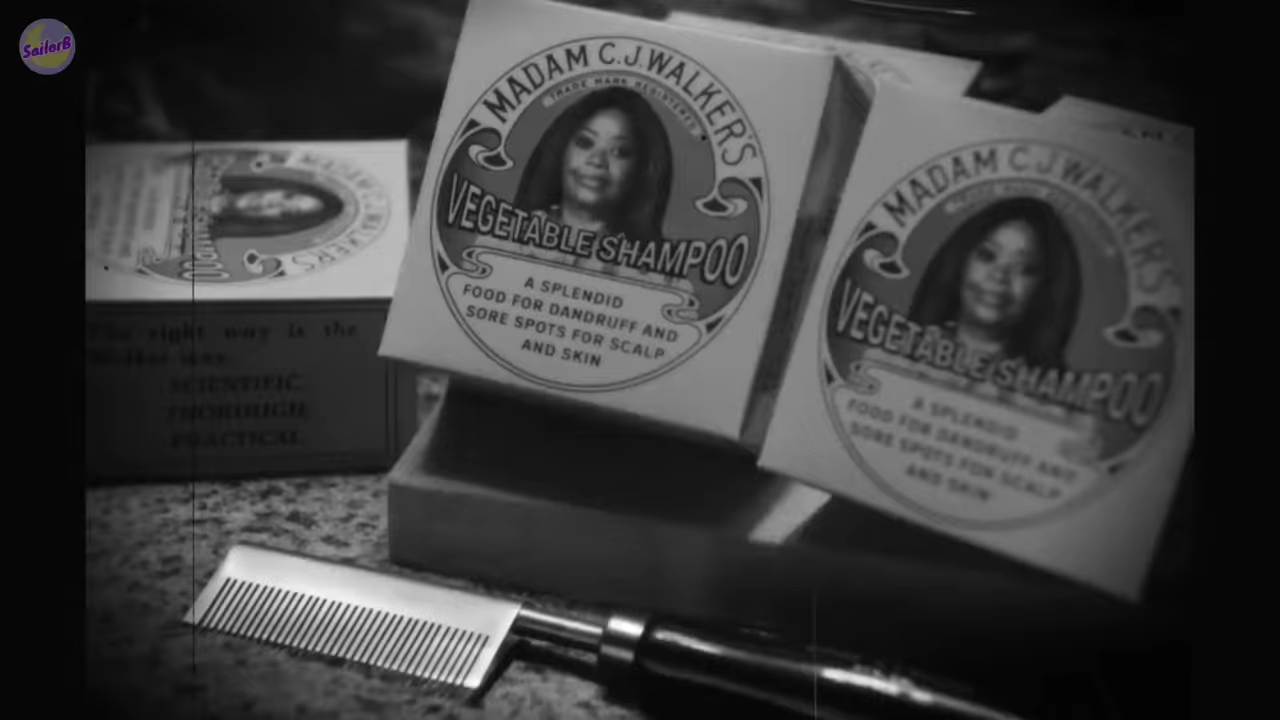 SailorB
MADAM C.J. WALKER'S
TRADE MARK REGISTERED
VEGETABLE SHAMPOO
A SPLENDID
FOOD FOR DANDRUFF AND
SORE SPOTS FOR SCALP
AND SKIN
MADAM C.J. WALKER'S
VEGETABLE SHAMPOO
A SPLENDID
FOOD FOR DANDRUFF AND
SORE SPOTS FOR SCALP
AND SKIN
The right way is the
SCIENTIFIC
THOROUGH
PRACTICAL